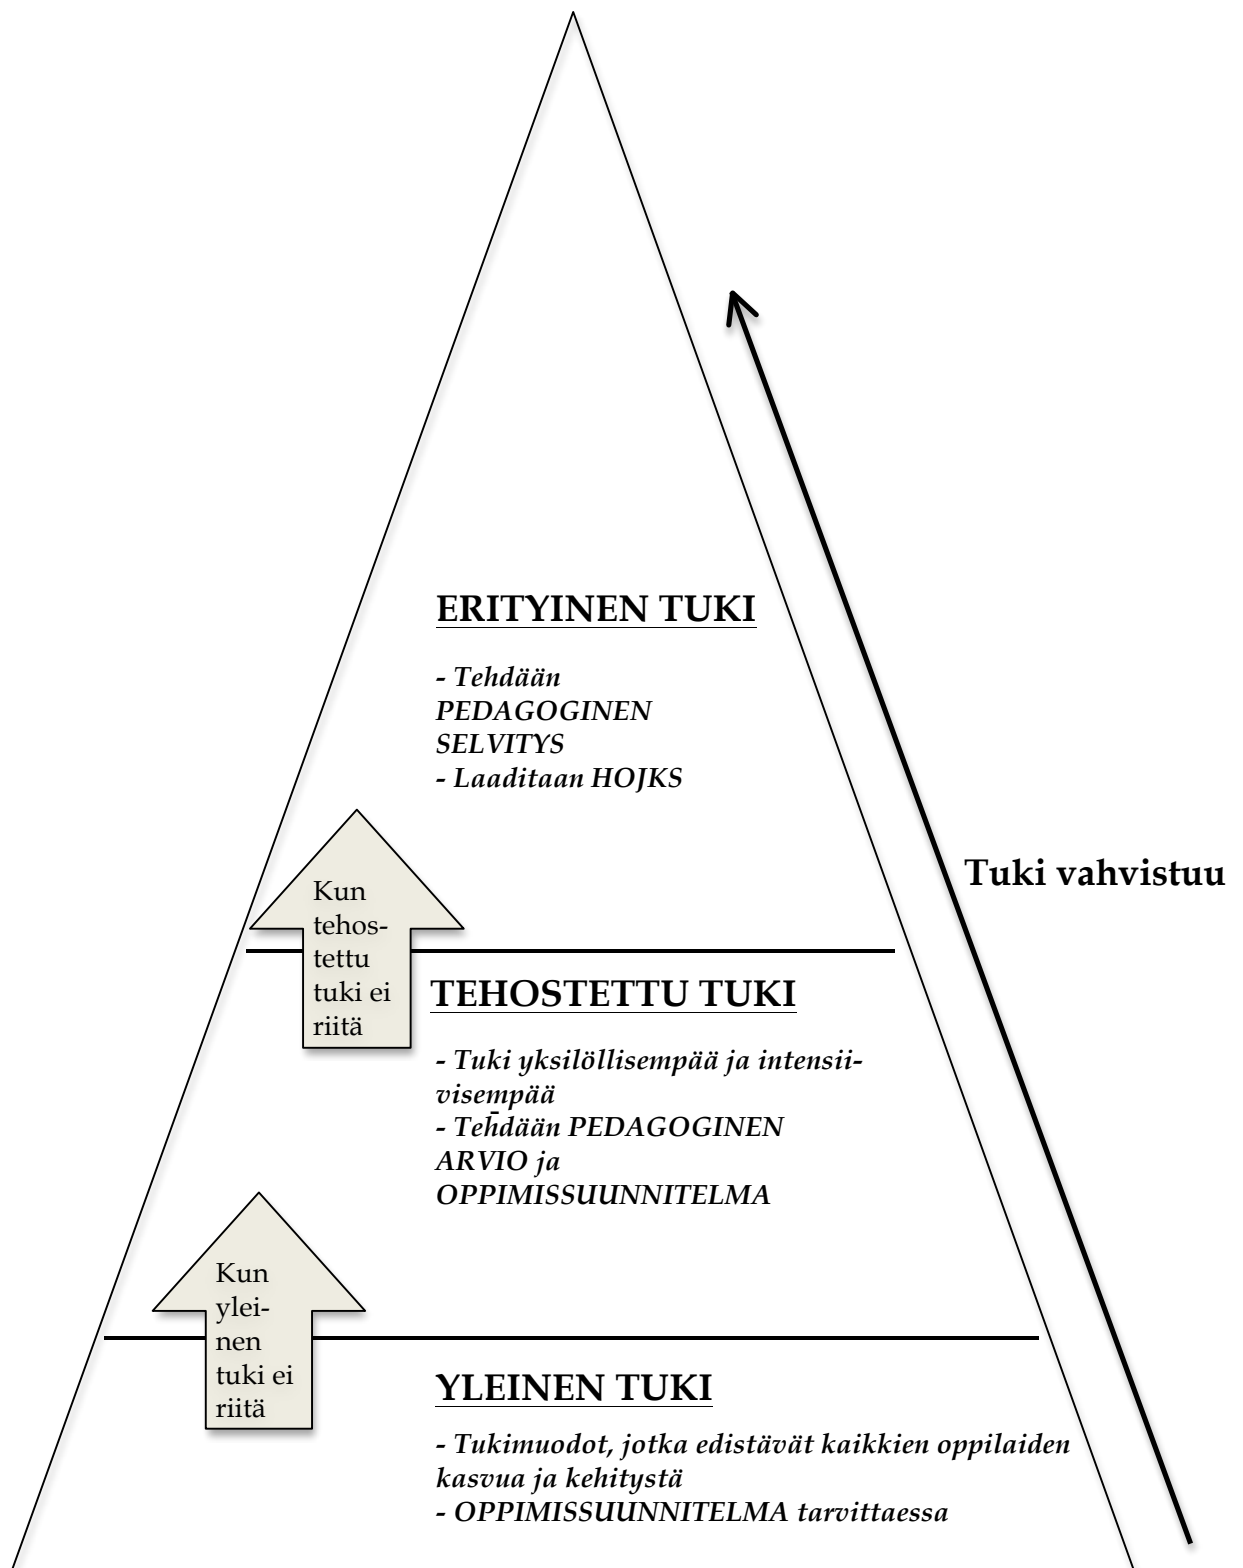 ERITYINEN TUKI
- Tehdään
PEDAGOGINEN
SELVITYS
- Laaditaan HOJKS
Kun
tehos-
tettu
tuki ei
riitä
Tuki vahvistuu
TEHOSTETTU TUKI
- Tuki yksilöllisempää ja intensii-
visempää
-
- Tehdään PEDAGOGINEN
ARVIO ja
OPPIMISSUUNNITELMA
Kun
ylei-
nen
tuki ei
riitä
YLEINEN TUKI
- Tukimuodot, jotka edistävät kaikkien oppilaiden
kasvua ja kehitystä
- OPPIMISSUUNNITELMA tarvittaessa